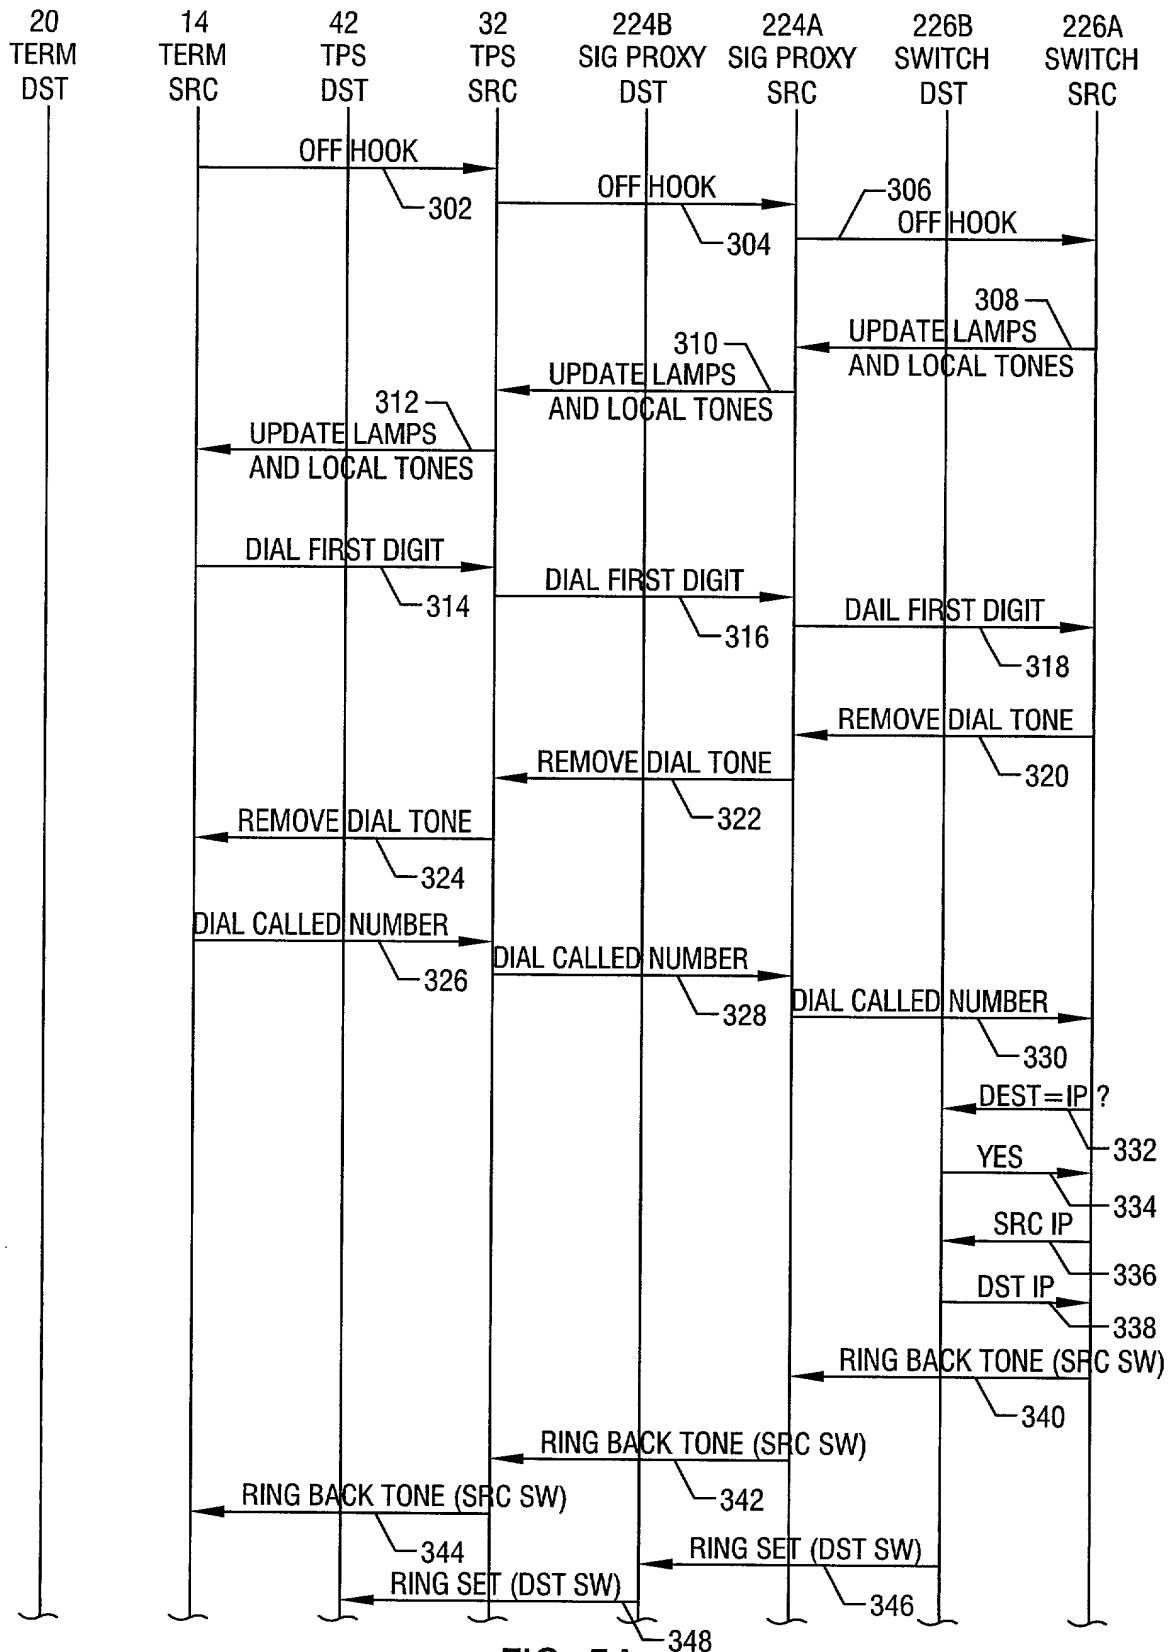 20 TERM DST
14 TERM SRC
42 TPS DST
32 TPS SRC
224B SIG PROXY DST
224A SIG PROXY SRC
226B SWITCH DST
226A SWITCH SRC
OFF HOOK
302
OFF HOOK
304
306
OFF HOOK
308
UPDATE LAMPS
AND LOCAL TONES
310
UPDATE LAMPS
AND LOCAL TONES
312
UPDATE LAMPS
AND LOCAL TONES
DIAL FIRST DIGIT
314
DIAL FIRST DIGIT
316
DAIL FIRST DIGIT
318
REMOVE DIAL TONE
320
REMOVE DIAL TONE
322
REMOVE DIAL TONE
324
DIAL CALLED NUMBER
326
DIAL CALLED NUMBER
328
DIAL CALLED NUMBER
330
DEST=IP ?
332
YES
334
SRC IP
336
DST IP
338
RING BACK TONE (SRC SW)
340
RING BACK TONE (SRC SW)
342
RING BACK TONE (SRC SW)
344
RING SET (DST SW)
346
RING SET (DST SW)
348